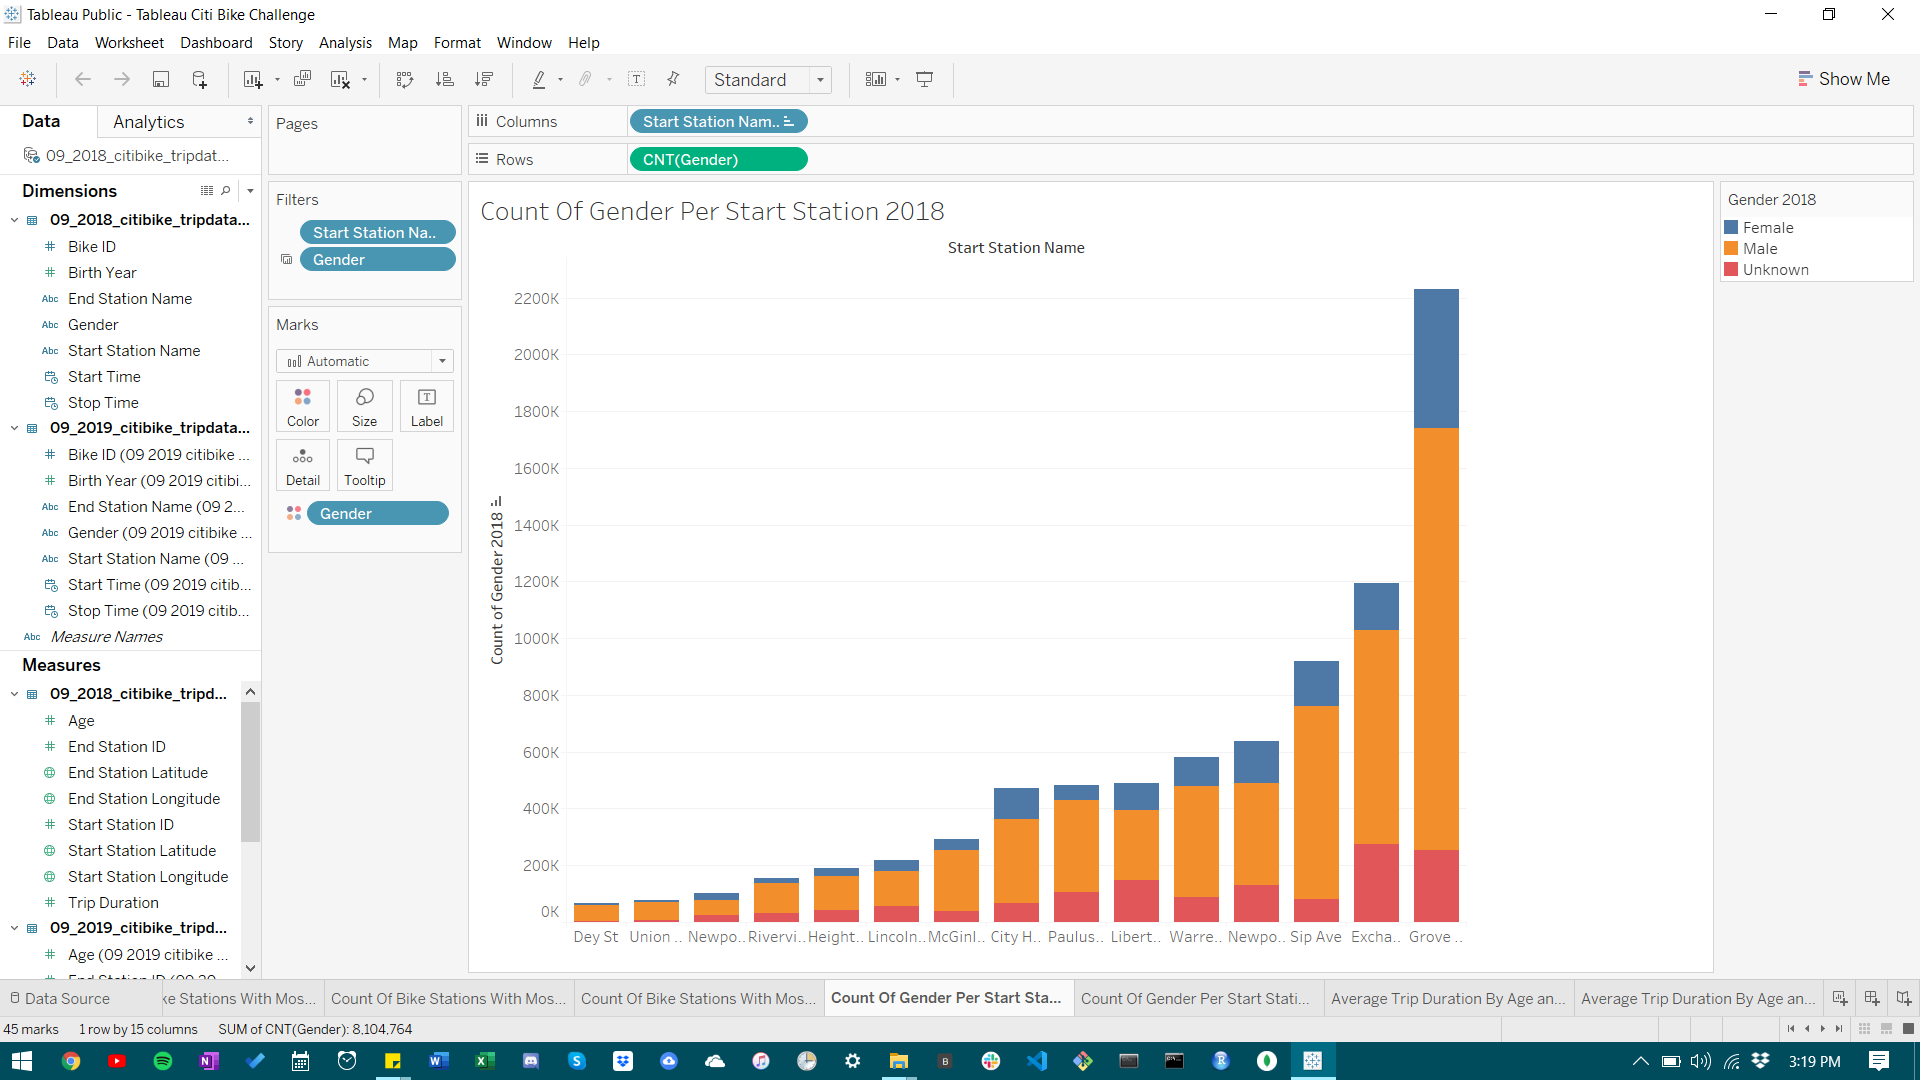 Tableau Public - Tableau Citi Bike Challenge
File Data Worksheet Dashboard Story Analysis Map Format Window Help
Standard
Show Me
Data
Analytics
09_2018_citibike_tripdat...
Dimensions
09_2018_citibike_tripdata...
Bike ID
Birth Year
Abc End Station Name
Abc Gender
Abc Start Station Name
Start Time
Stop Time
09_2019_citibike_tripdata...
Bike ID (09 2019 citibike ...
Birth Year (09 2019 citibi...
Abc End Station Name (09 2...
Abc Gender (09 2019 citibike ...
Abc Start Station Name (09 ...
Start Time (09 2019 citib...
Stop Time (09 2019 citib...
Abc Measure Names
Measures
09_2018_citibike_tripd...
Age
End Station ID
End Station Latitude
End Station Longitude
Start Station ID
Start Station Latitude
Start Station Longitude
Trip Duration
09_2019_citibike_tripd...
Age (09 2019 citibike ...
Pages
Filters
Start Station Na..
Gender
Marks
Automatic
Color Size Label
Detail Tooltip
Gender
Columns
Start Station Nam..
Rows
CNT(Gender)
Count Of Gender Per Start Station 2018
Start Station Name
Count of Gender 2018
2200K
2000K
1800K
1600K
1400K
1200K
1000K
800K
600K
400K
200K
0K
Dey St Union .. Newpo.. Rivervi.. Height.. Lincoln.. McGinl.. City H.. Paulus.. Libert.. Warre.. Newpo.. Sip Ave Excha.. Grove ..
Gender 2018
Female
Male
Unknown
Data Source
ke Stations With Mos...
Count Of Bike Stations With Mos...
Count Of Bike Stations With Mos...
Count Of Gender Per Start Sta...
Count Of Gender Per Start Stati...
Average Trip Duration By Age an...
Average Trip Duration By Age an...
45 marks 1 row by 15 columns SUM of CNT(Gender): 8,104,764
3:19 PM